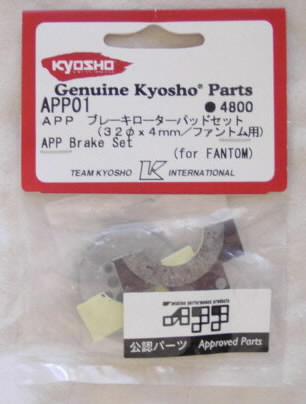 KYOSHO
Genuine Kyosho® Parts
APP01 ●4800
APP ブレーキローターパッドセット
(32φx4mm/ファントム用)
APP Brake Set (for FANTOM)
TEAM KYOSHO K INTERNATIONAL
app
公認パーツ Approved Parts